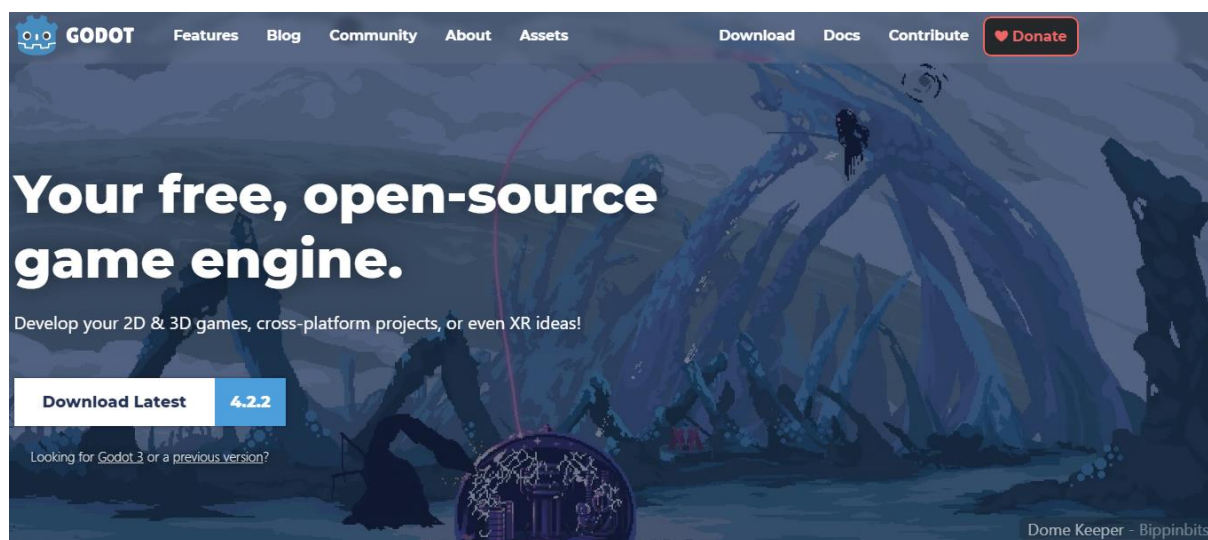 GODOT Features Blog Community About Assets Download Docs Contribute Donate
Your free, open-source
game engine.
Develop your 2D & 3D games, cross-platform projects, or even XR ideas!
Download Latest 4.2.2
Looking for Godot 3 or a previous version?
Dome Keeper - Bippinbits